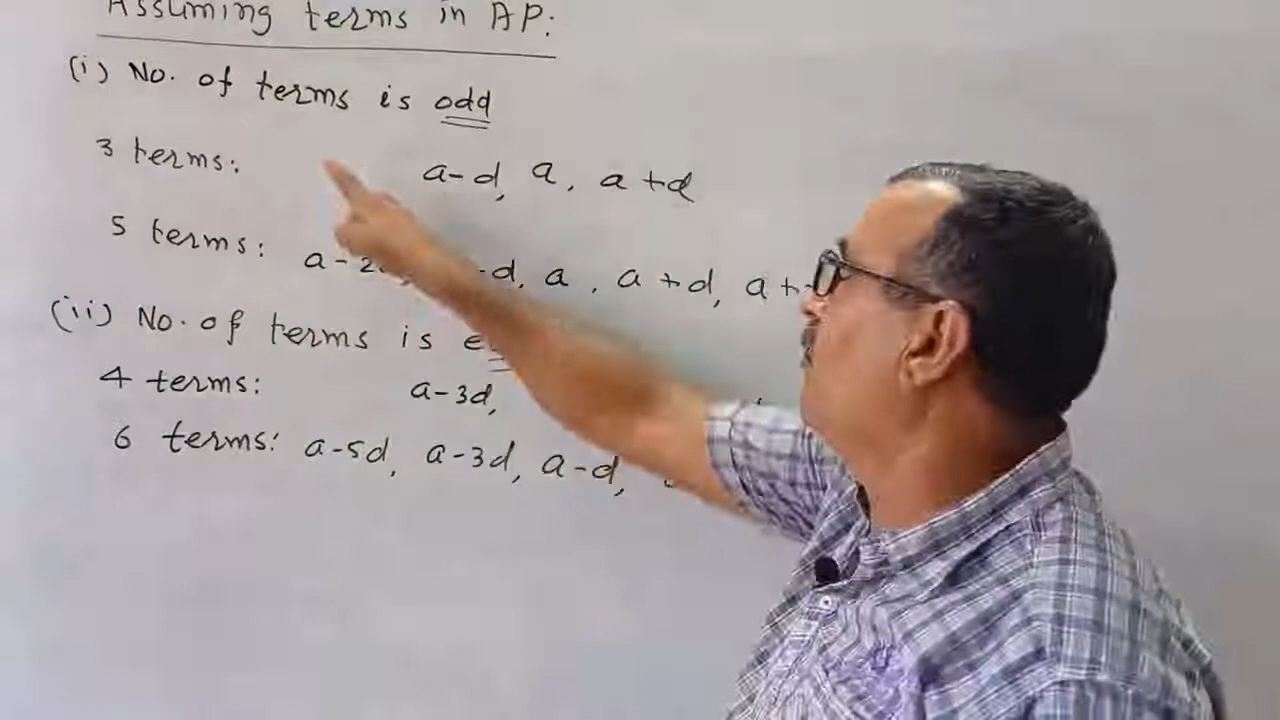 Assuming terms in AP:
(i) No. of terms is odd
3 terms: a-d, a, a+d
5 terms: a-2d, -d, a, a+d, a+
(ii) No. of terms is
4 terms: a-3d,
6 terms: a-5d, a-3d, a-d,